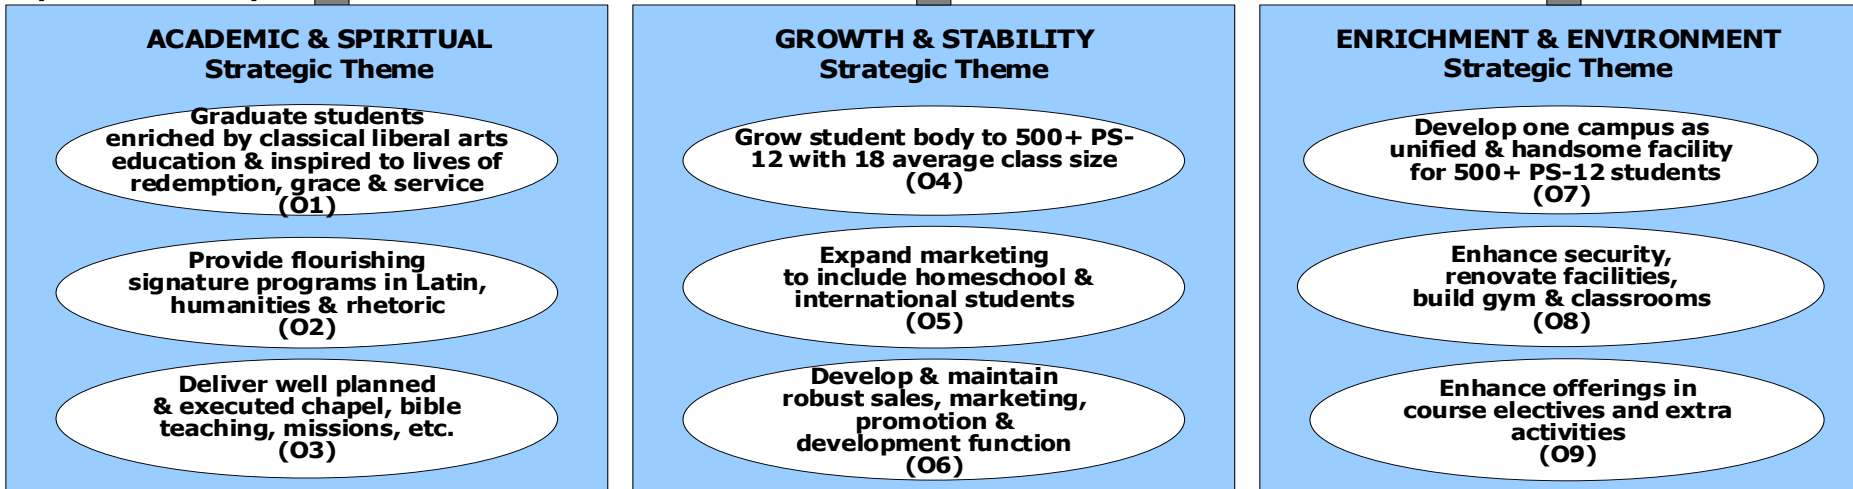 ACADEMIC & SPIRITUAL
Strategic Theme
Graduate students
enriched by classical liberal arts
education & inspired to lives of
redemption, grace & service
(O1)
Provide flourishing
signature programs in Latin,
humanities & rhetoric
(O2)
Deliver well planned
& executed chapel, bible
teaching, missions, etc.
(O3)
GROWTH & STABILITY
Strategic Theme
Grow student body to 500+ PS-
12 with 18 average class size
(O4)
Expand marketing
to include homeschool &
international students
(O5)
Develop & maintain
robust sales, marketing,
promotion &
development function
(O6)
ENRICHMENT & ENVIRONMENT
Strategic Theme
Develop one campus as
unified & handsome facility
for 500+ PS-12 students
(O7)
Enhance security,
renovate facilities,
build gym & classrooms
(O8)
Enhance offerings in
course electives and extra
activities
(O9)